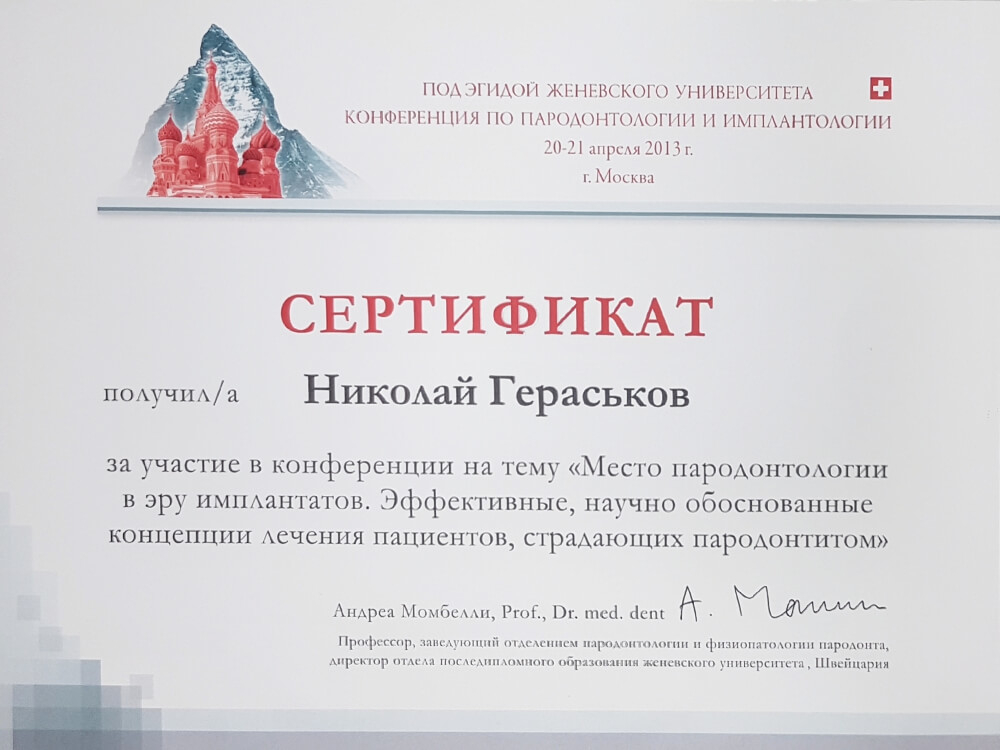 ПОД ЭГИДОЙ ЖЕНЕВСКОГО УНИВЕРСИТЕТА
КОНФЕРЕНЦИЯ ПО ПАРОДОНТОЛОГИИ И ИМПЛАНТОЛОГИИ
20-21 апреля 2013 г.
г. Москва
СЕРТИФИКАТ
получил/а Николай Гераськов
за участие в конференции на тему «Место пародонтологии
в эру имплантатов. Эффективные, научно обоснованные
концепции лечения пациентов, страдающих пародонтитом»
Андреа Момбелли, Prof., Dr. med. dent
Профессор, заведующий отделением пародонтологии и физиопатологии пародонта,
директор отдела последипломного образования женевского университета , Швейцария